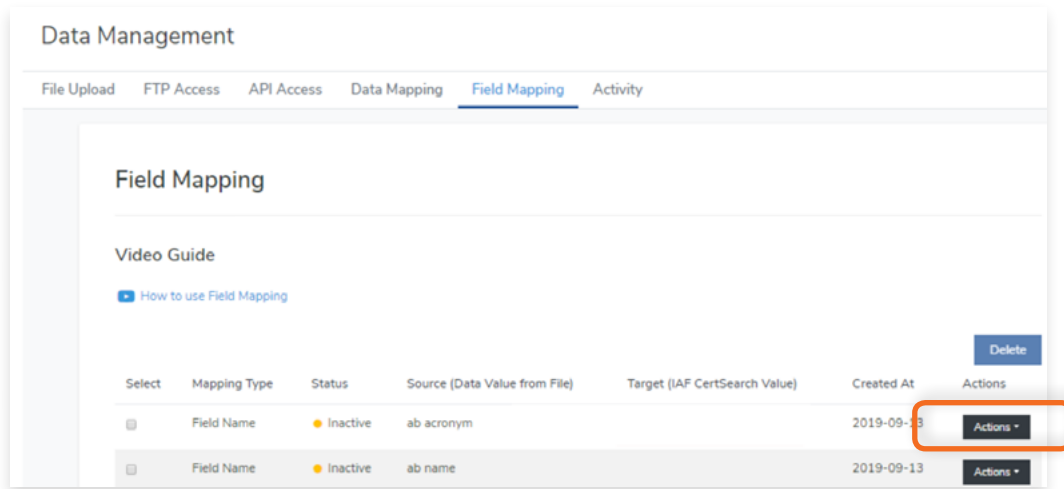 Data Management
File Upload FTP Access API Access Data Mapping Field Mapping Activity
Field Mapping
Video Guide
How to use Field Mapping
Delete
Select Mapping Type Status Source (Data Value from File) Target (IAF CertSearch Value) Created At Actions
Field Name Inactive ab acronym 2019-09-13 Actions
Field Name Inactive ab name 2019-09-13 Actions